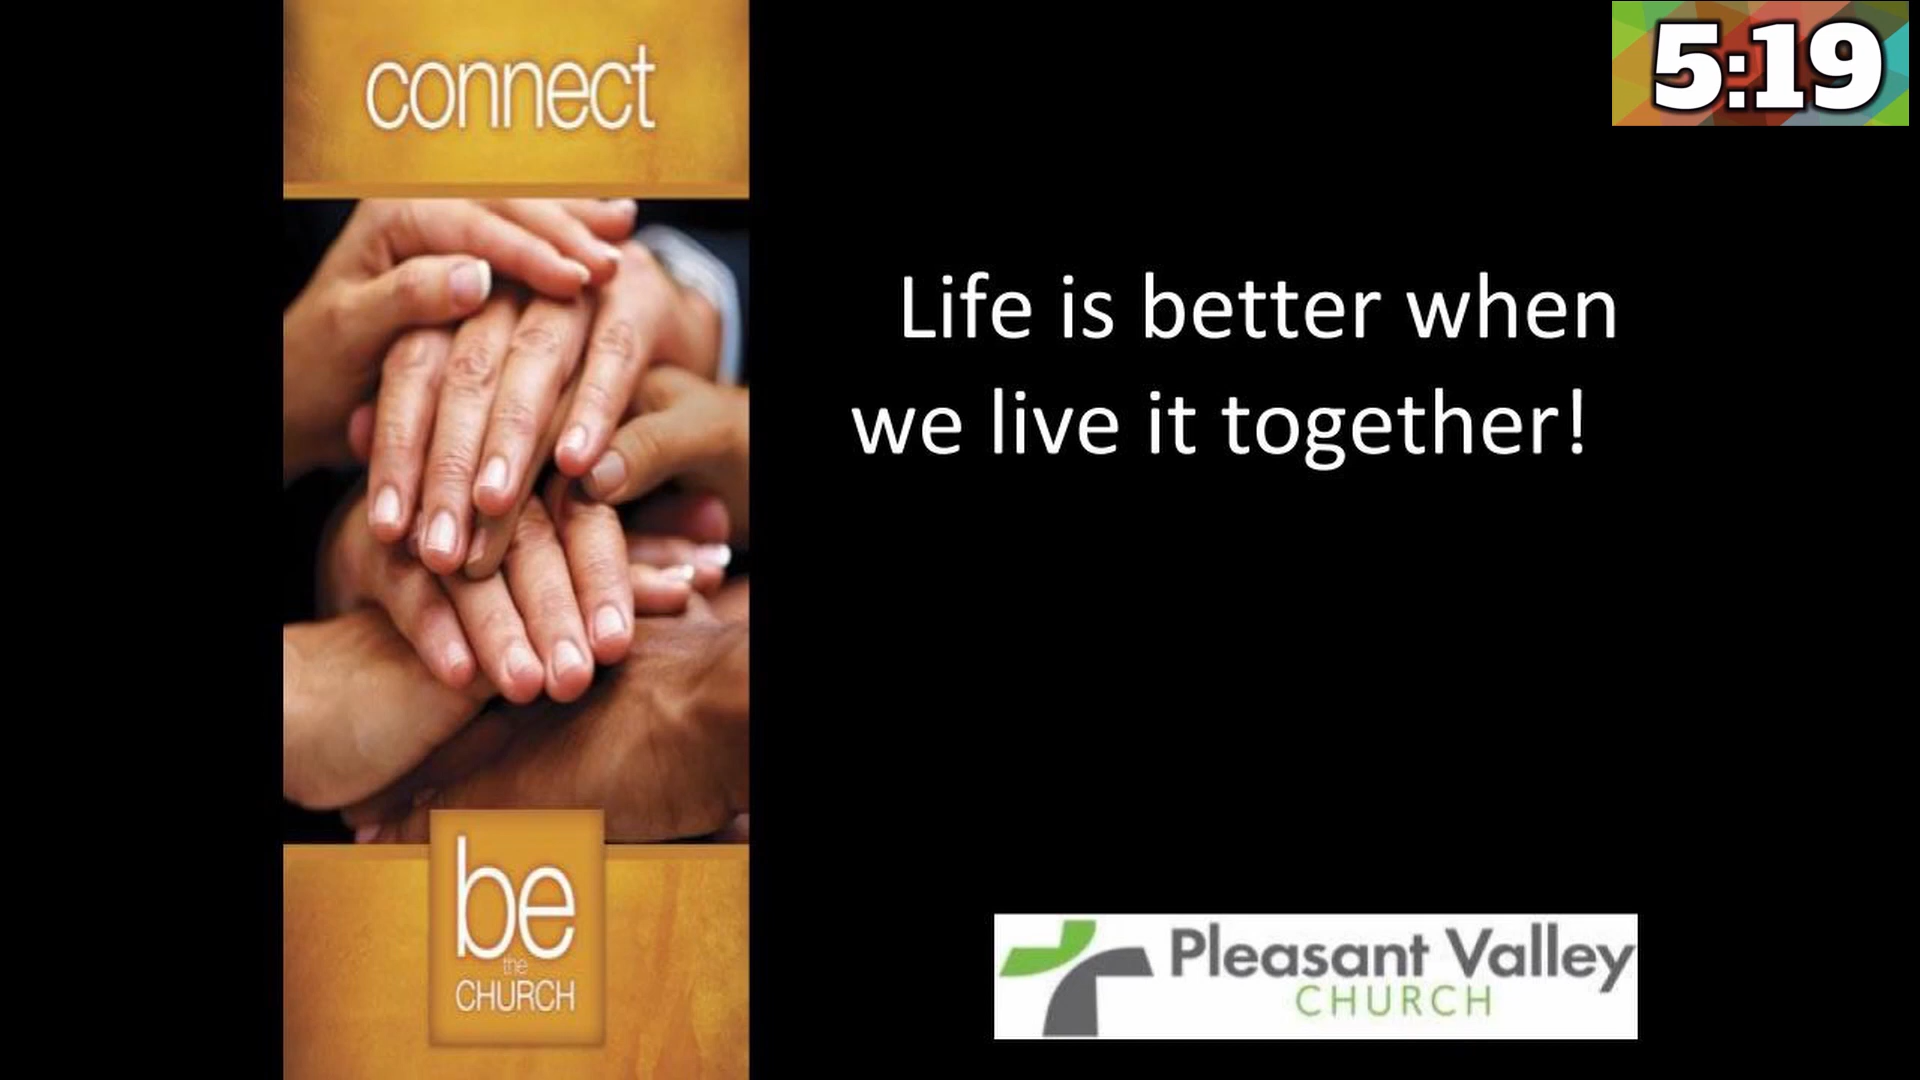 connect
5:19
Life is better when
we live it together!
be
the
CHURCH
Pleasant Valley
CHURCH